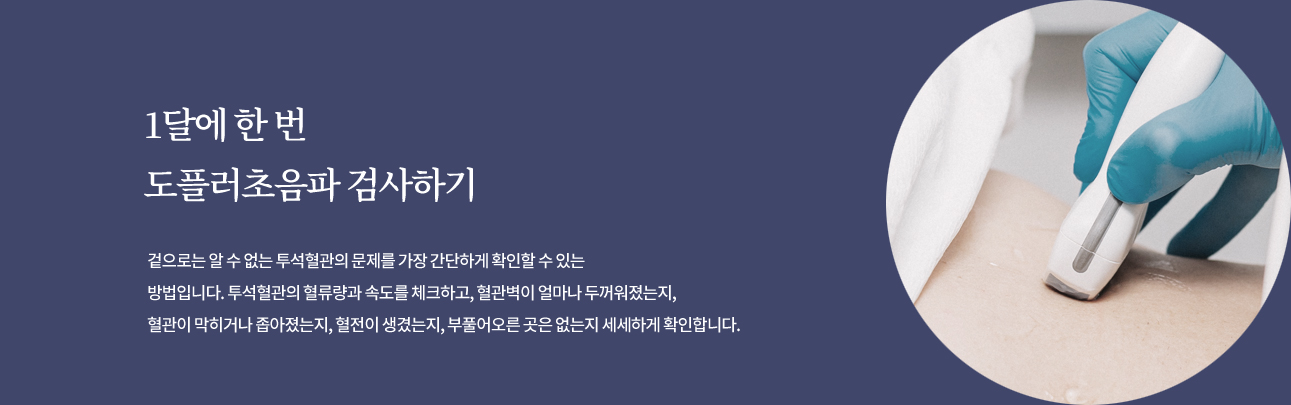 1달에 한 번
도플러초음파 검사하기
겉으로는 알 수 없는 투석혈관의 문제를 가장 간단하게 확인할 수 있는
방법입니다. 투석혈관의 혈류량과 속도를 체크하고, 혈관벽이 얼마나 두꺼워졌는지,
혈관이 막히거나 좁아졌는지, 혈전이 생겼는지, 부풀어오른 곳은 없는지 세세하게 확인합니다.